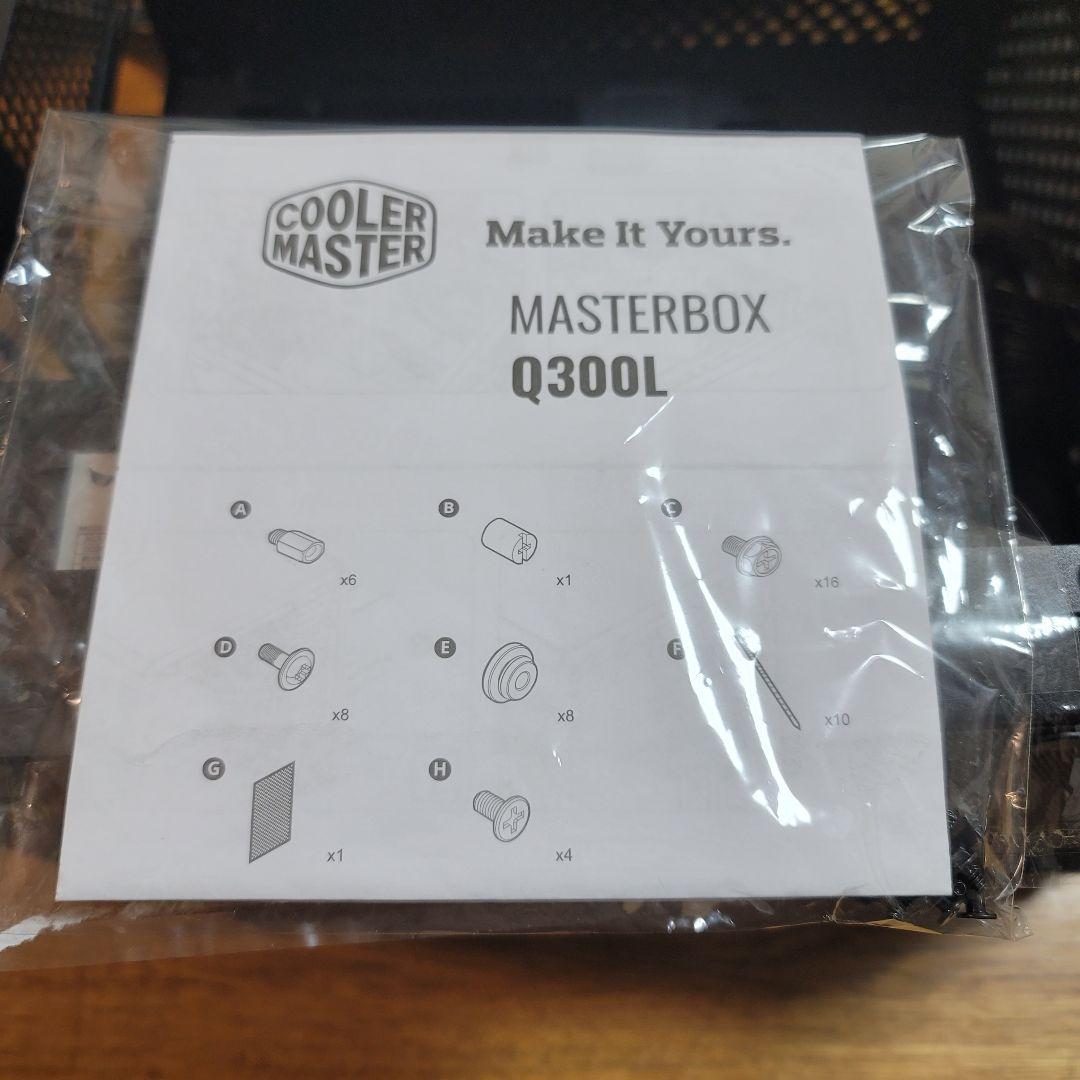 COOLER
MASTER
Make It Yours.
MASTERBOX
Q300L
A
x6
B
x1
C
x16
D
x8
E
x8
F
x10
G
x1
H
x4